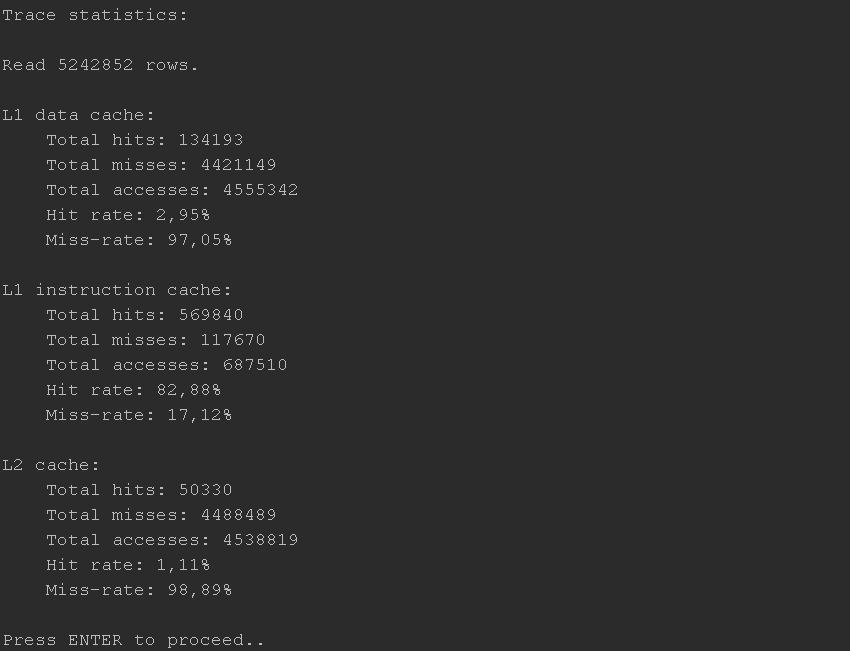 Trace statistics:
Read 5242852 rows.
L1 data cache:
Total hits: 134193
Total misses: 4421149
Total accesses: 4555342
Hit rate: 2,95%
Miss-rate: 97,05%
L1 instruction cache:
Total hits: 569840
Total misses: 117670
Total accesses: 687510
Hit rate: 82,88%
Miss-rate: 17,12%
L2 cache:
Total hits: 50330
Total misses: 4488489
Total accesses: 4538819
Hit rate: 1,11%
Miss-rate: 98,89%
Press ENTER to proceed..